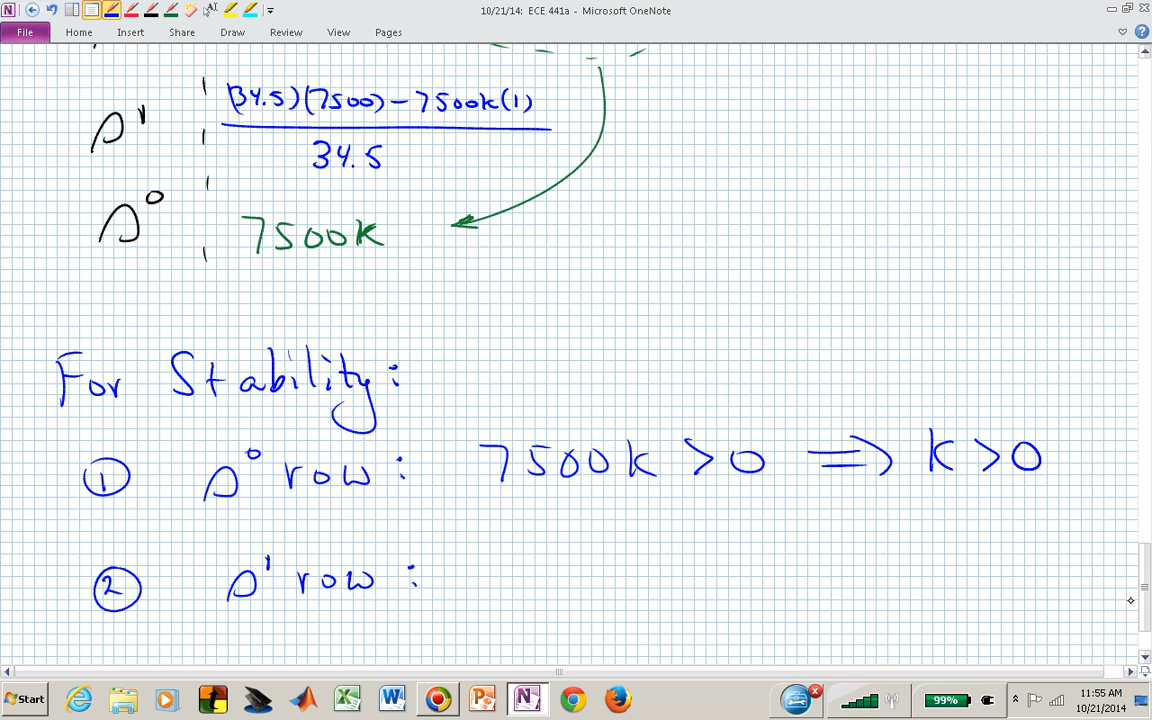 10/21/14: ECE 441a - Microsoft OneNote
File Home Insert Share Draw Review View Pages
s¹ (34.5)(7500) - 7500k(1)
34.5
s⁰ 7500k
For Stability:
① s⁰ row: 7500k > 0 ⇒ k > 0
② s¹ row:
Start
99%
11:55 AM
10/21/2014